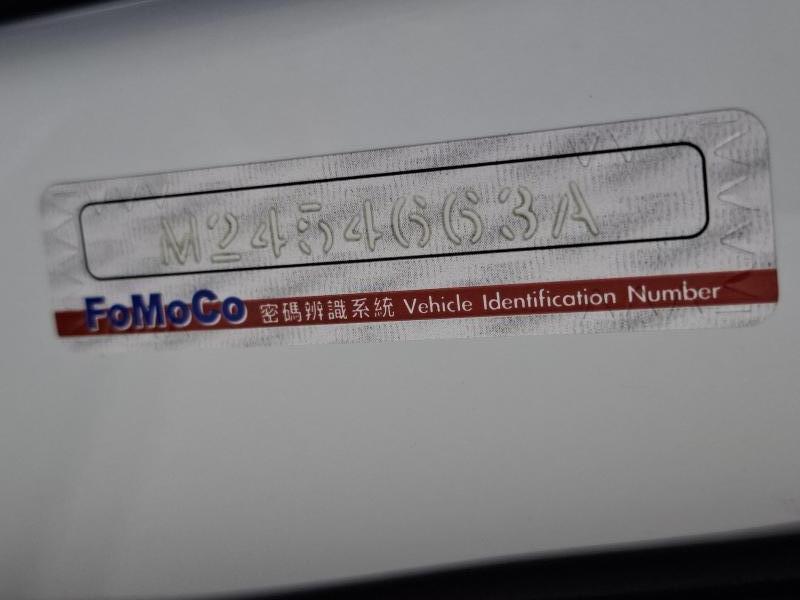 M2454663A
FoMoCo 密碼辨識系統 Vehicle Identification Number